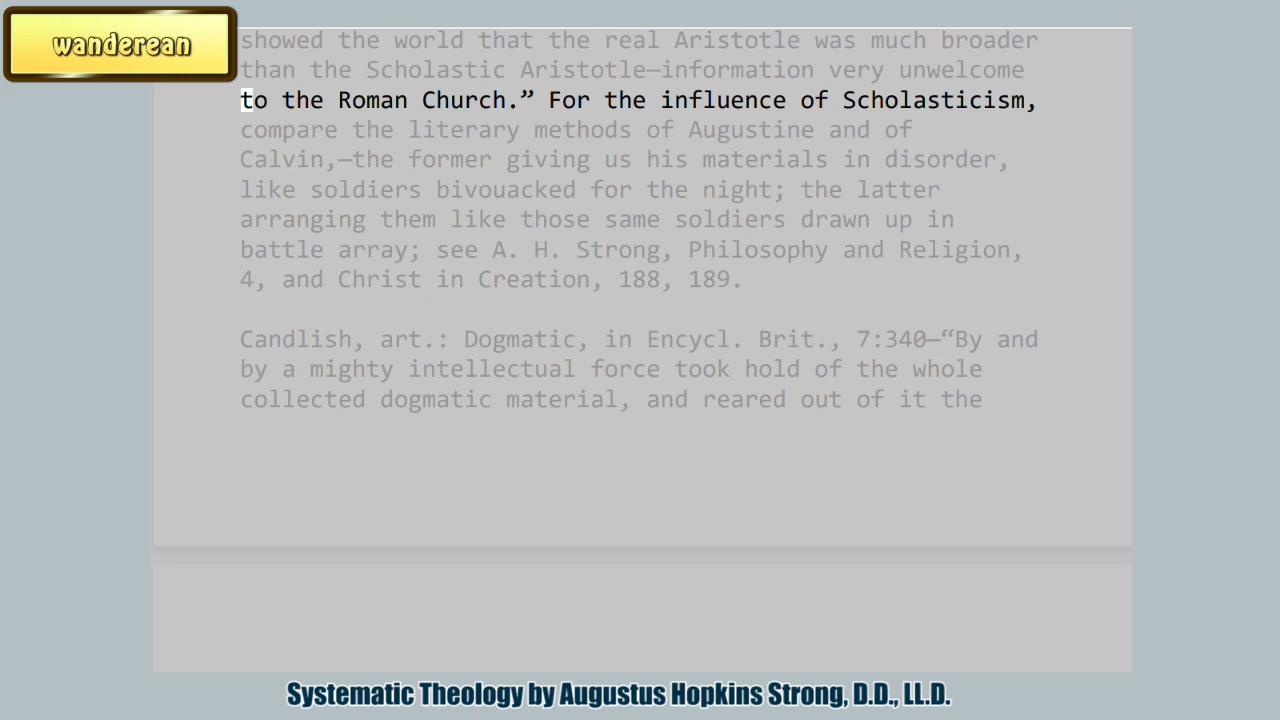 wanderean
showed the world that the real Aristotle was much broader
than the Scholastic Aristotle—information very unwelcome
to the Roman Church.” For the influence of Scholasticism,
compare the literary methods of Augustine and of
Calvin,—the former giving us his materials in disorder,
like soldiers bivouacked for the night; the latter
arranging them like those same soldiers drawn up in
battle array; see A. H. Strong, Philosophy and Religion,
4, and Christ in Creation, 188, 189.
Candlish, art.: Dogmatic, in Encycl. Brit., 7:340—“By and
by a mighty intellectual force took hold of the whole
collected dogmatic material, and reared out of it the
Systematic Theology by Augustus Hopkins Strong, D.D., LL.D.